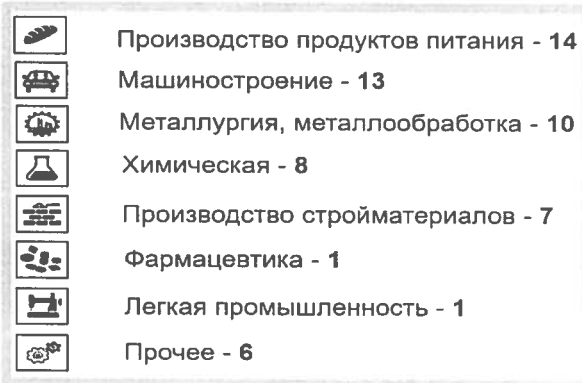 Производство продуктов питания - 14
Машиностроение - 13
Металлургия, металлообработка - 10
Химическая - 8
Производство стройматериалов - 7
Фармацевтика - 1
Легкая промышленность - 1
Прочее - 6